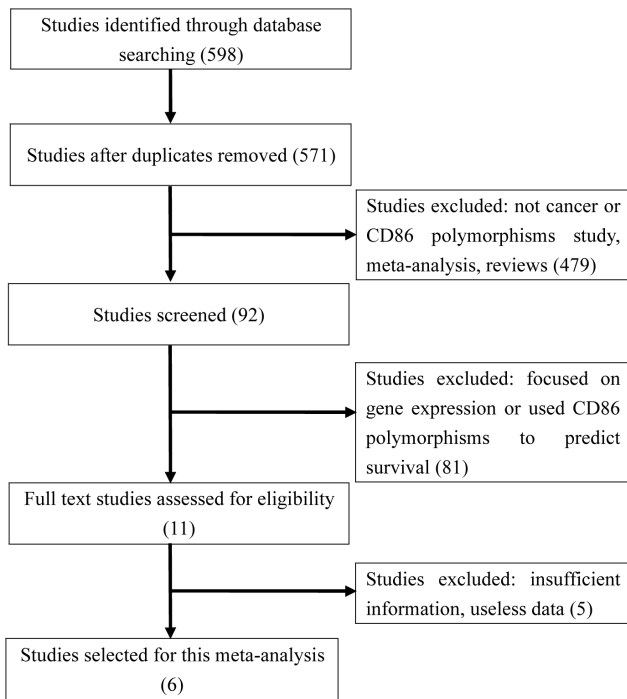 Studies identified through database
searching (598)
Studies after duplicates removed (571)
Studies excluded: not cancer or
CD86 polymorphisms study,
meta-analysis, reviews (479)
Studies screened (92)
Studies excluded: focused on
gene expression or used CD86
polymorphisms to predict
survival (81)
Full text studies assessed for eligibility
(11)
Studies excluded: insufficient
information, useless data (5)
Studies selected for this meta-analysis
(6)